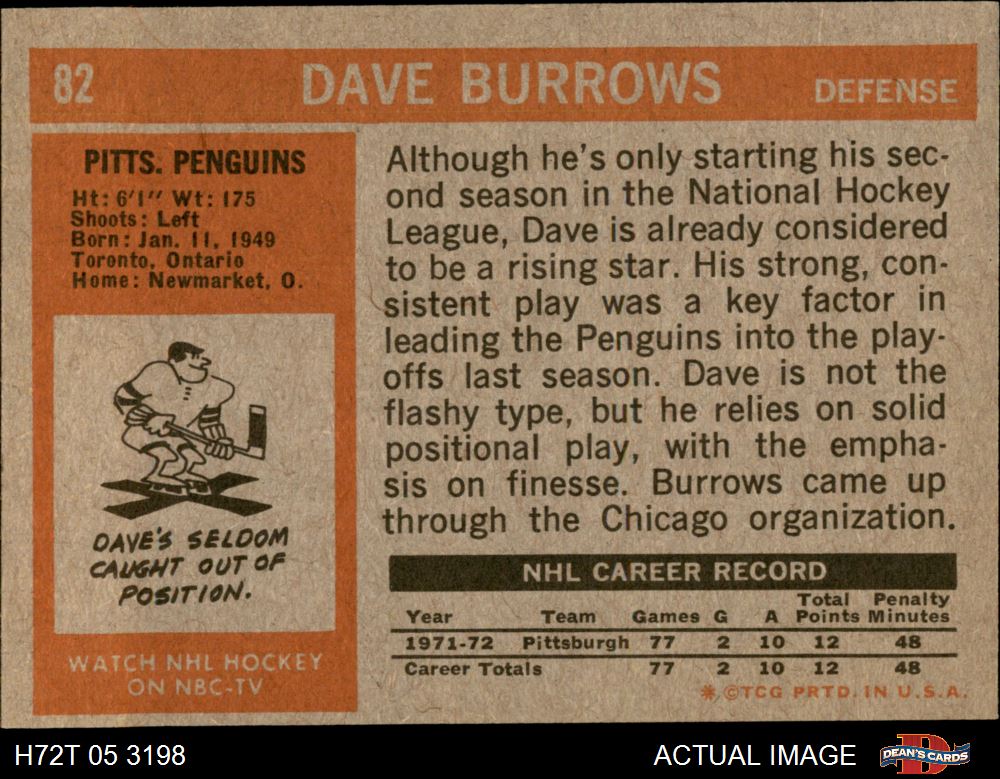 82 DAVE BURROWS DEFENSE
PITTS. PENGUINS
Ht: 6'1" Wt: 175
Shoots: Left
Born: Jan. 11, 1949
Toronto, Ontario
Home: Newmarket, O.
DAVE'S SELDOM
CAUGHT OUT OF
POSITION.
WATCH NHL HOCKEY
ON NBC-TV
Although he's only starting his sec-
ond season in the National Hockey
League, Dave is already considered
to be a rising star. His strong, con-
sistent play was a key factor in
leading the Penguins into the play-
offs last season. Dave is not the
flashy type, but he relies on solid
positional play, with the empha-
sis on finesse. Burrows came up
through the Chicago organization.
NHL CAREER RECORD
Year Team Games G A Total Points Penalty Minutes
1971-72 Pittsburgh 77 2 10 12 48
Career Totals 77 2 10 12 48
* ©TCG PRTD. IN U.S.A.
H72T 05 3198 ACTUAL IMAGE DEAN'S CARDS